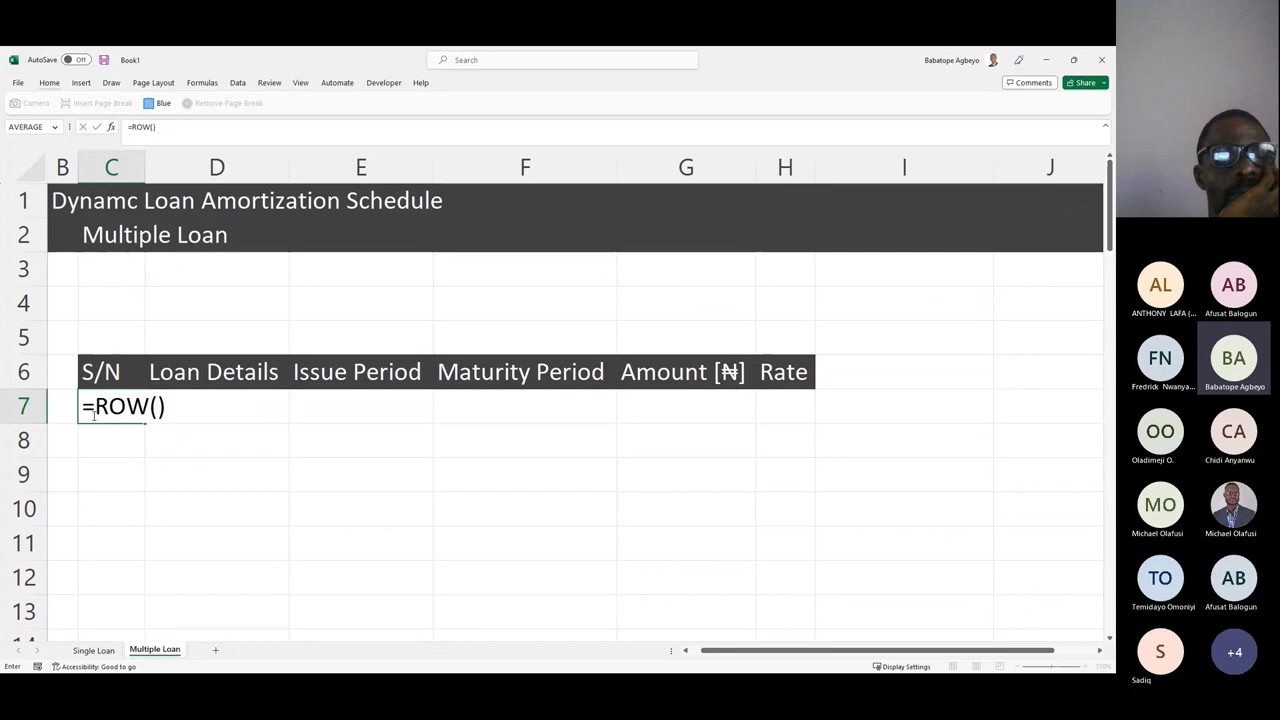 AutoSave Off Book1 Search Babatope Agbeyo
File Home Insert Draw Page Layout Formulas Data Review View Automate Developer Help Comments Share
Camera Insert Page Break Blue Remove Page Break
AVERAGE fx =ROW()
B C D E F G H I J
1 Dynamc Loan Amortization Schedule
2 Multiple Loan
3
4
5
6 S/N Loan Details Issue Period Maturity Period Amount [₦] Rate
7 =ROW()
8
9
10
11
12
13
14
Single Loan Multiple Loan
Enter Accessibility: Good to go Display Settings 310%
AL AB
ANTHONY LAFA (... Afusat Balogun
FN BA
Fredrick Nwanya... Babatope Agbeyo
OO CA
Oladimeji O. Chidi Anyanwu
MO
Michael Olafusi Michael Olafusi
TO AB
Temidayo Omoniyi Afusat Balogun
S +4
Sadiq